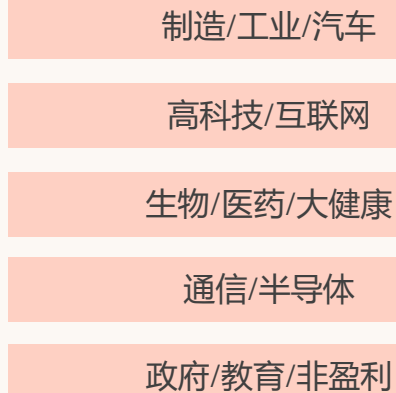 制造/工业/汽车
高科技/互联网
生物/医药/大健康
通信/半导体
政府/教育/非盈利